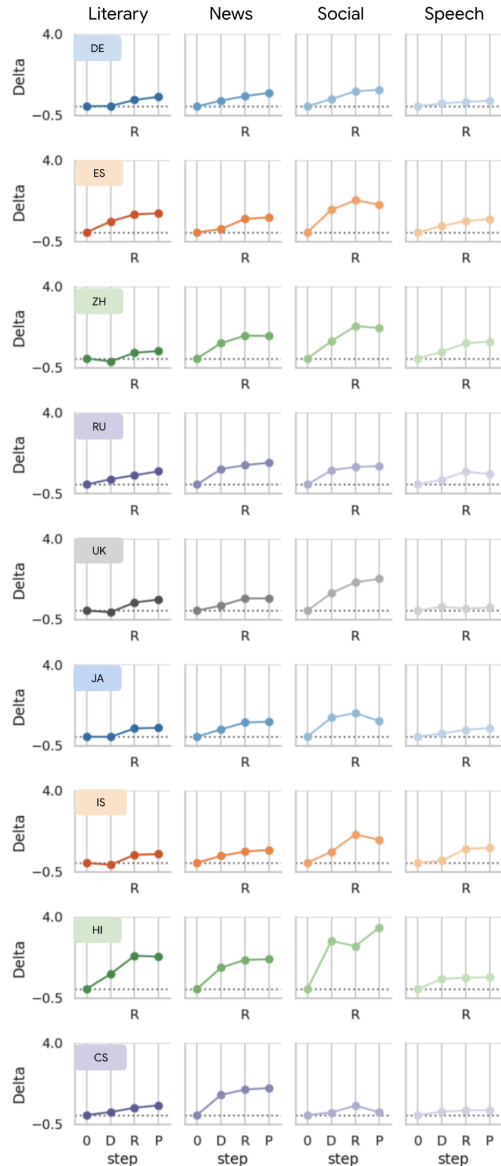 Literary News Social Speech
4.0
DE
Delta
−0.5
R R R R
4.0
ES
Delta
−0.5
R R R R
4.0
ZH
Delta
−0.5
R R R R
4.0
RU
Delta
−0.5
R R R R
4.0
UK
Delta
−0.5
R R R R
4.0
JA
Delta
−0.5
R R R R
4.0
IS
Delta
−0.5
R R R R
4.0
HI
Delta
−0.5
R R R R
4.0
CS
Delta
−0.5
0 D R P 0 D R P 0 D R P 0 D R P
step step step step